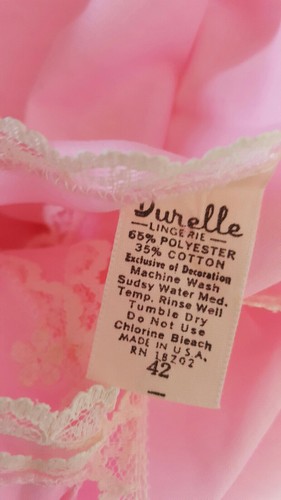 Durelle
— LINGERIE —
65% POLYESTER
35% COTTON
Exclusive of Decoration
Machine Wash
Sudsy Water Med.
Temp. Rinse Well
Tumble Dry
Do Not Use
Chlorine Bleach
MADE IN U.S.A.
RN 18202
42